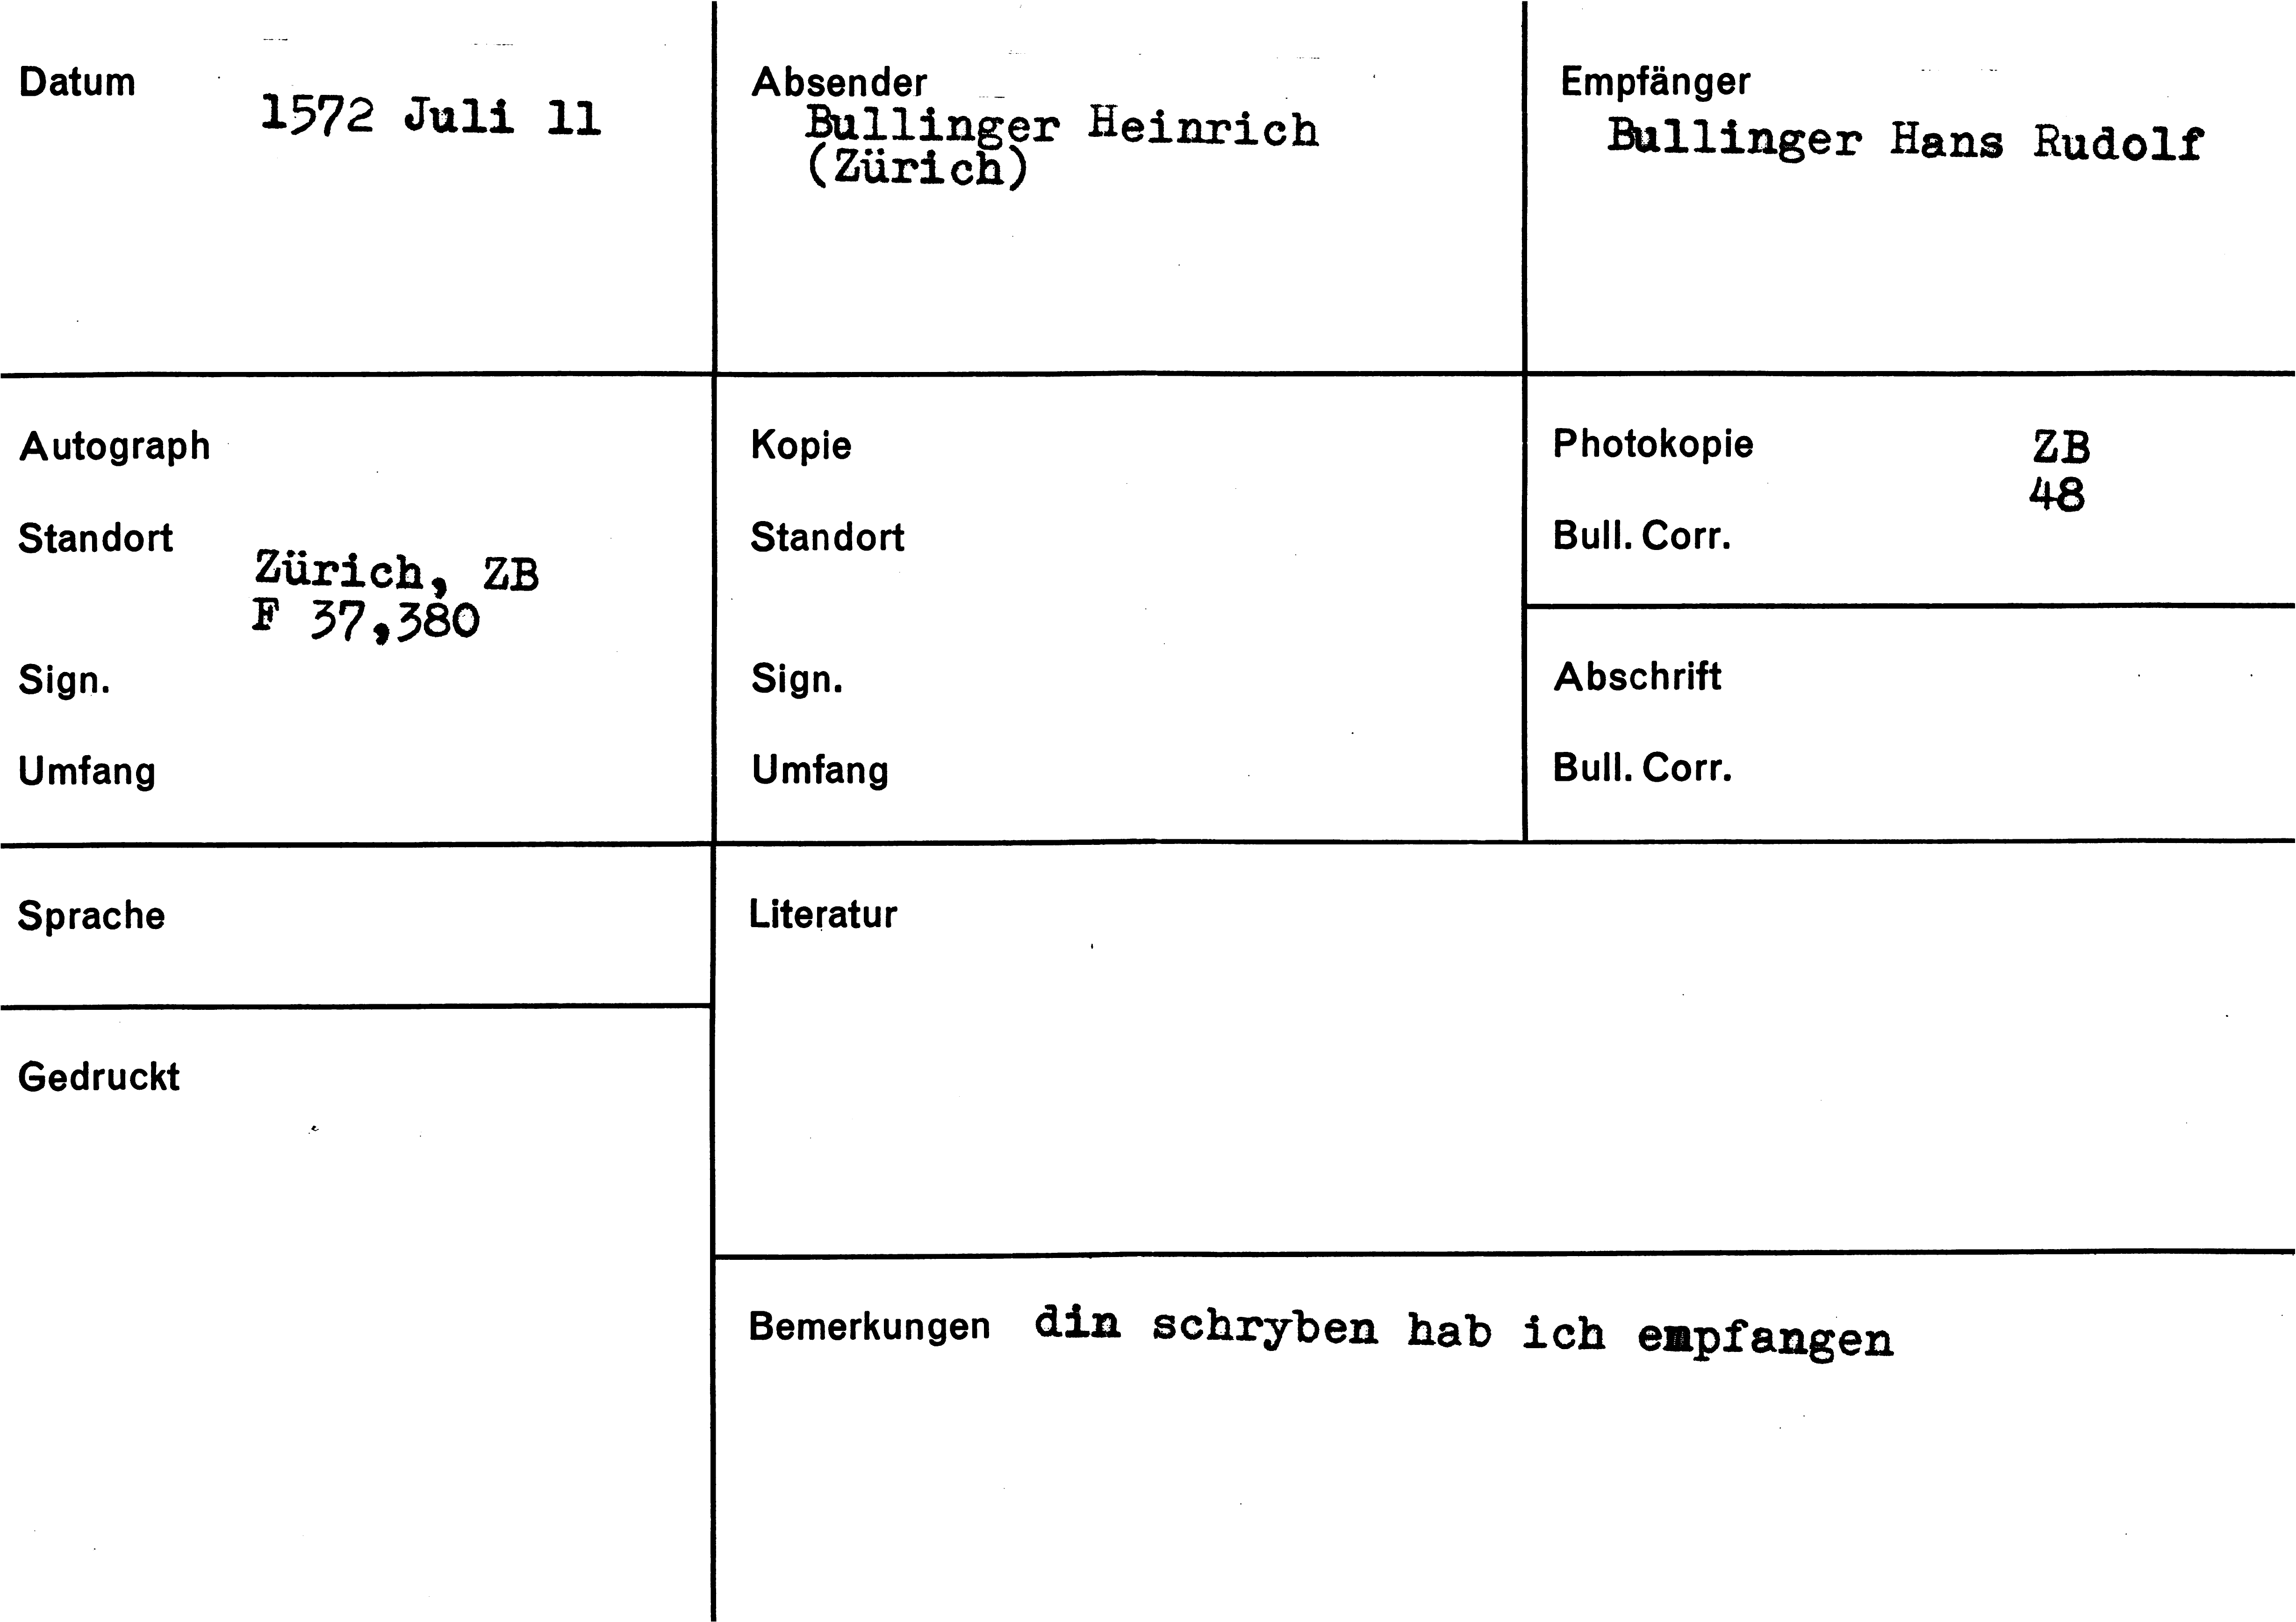 Datum
1572 Juli 11
Absender
Bullinger Heinrich
(Zürich)
Empfänger
Bullinger Hans Rudolf
Autograph
Standort
Zürich, ZB
F 37,380
Sign.
Umfang
Kopie
Standort
Sign.
Umfang
Photokopie ZB
48
Bull. Corr.
Abschrift
Bull. Corr.
Sprache
Gedruckt
Literatur
Bemerkungen din schryben hab ich empfangen